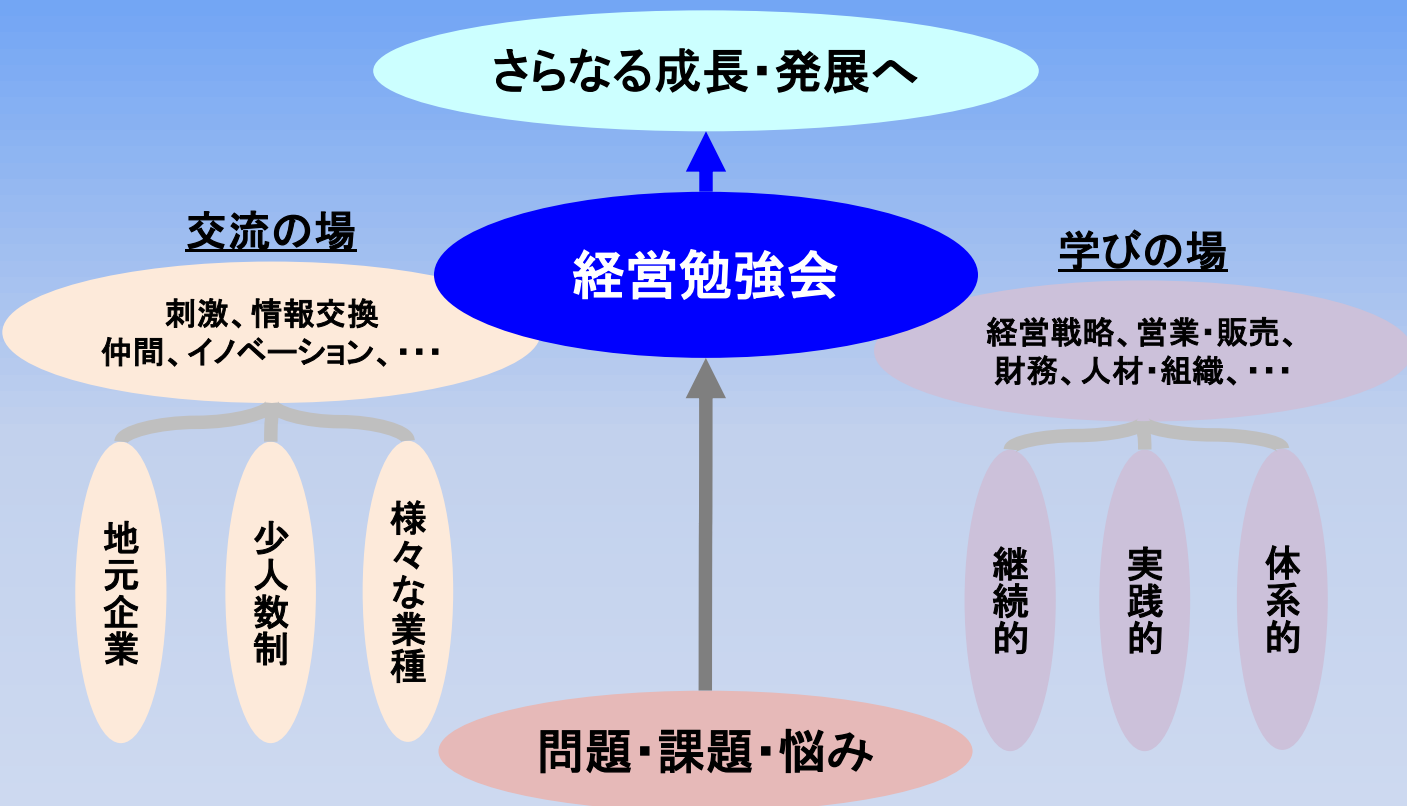 さらなる成長・発展へ
経営勉強会
交流の場
刺激、情報交換
仲間、イノベーション、・・・
地元企業
少人数制
様々な業種
学びの場
経営戦略、営業・販売、
財務、人材・組織、・・・
継続的
実践的
体系的
問題・課題・悩み